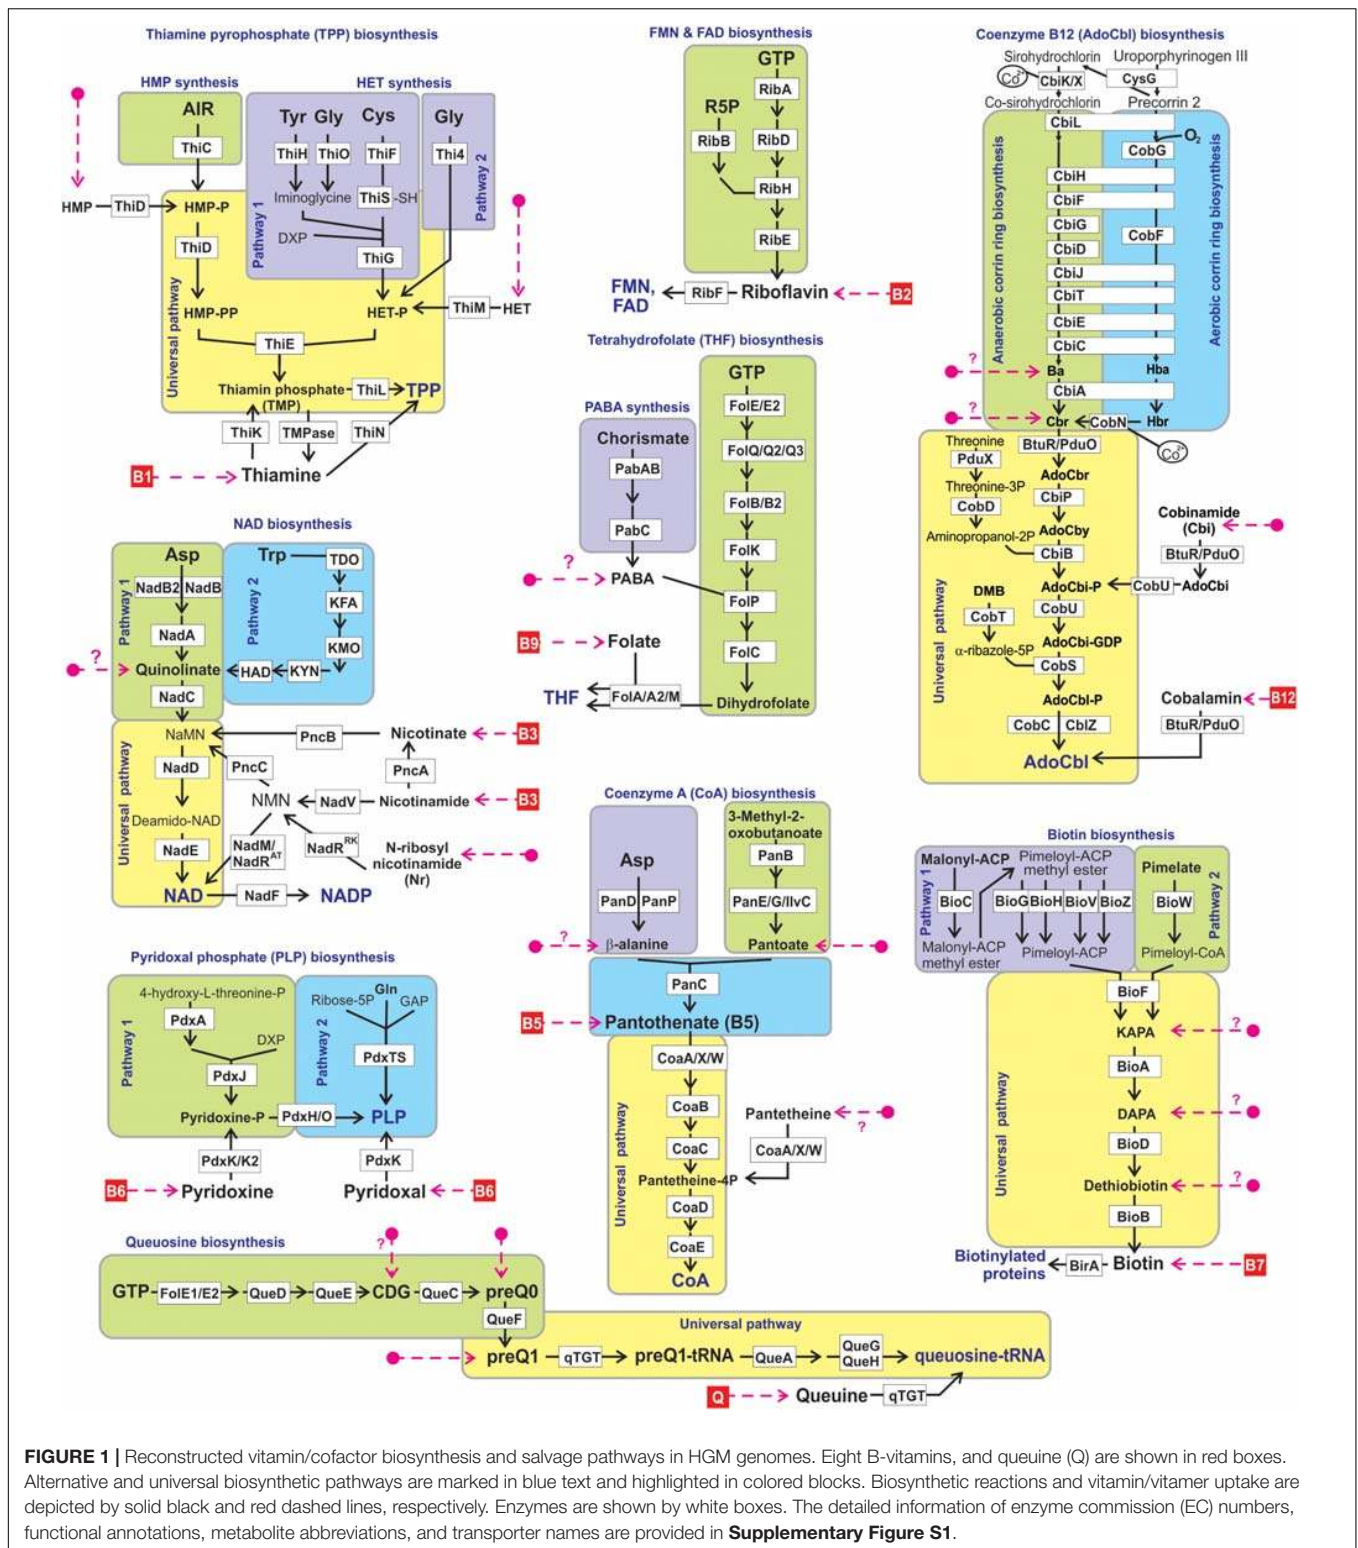 Thiamine pyrophosphate (TPP) biosynthesis
HMP synthesis
HET synthesis
AIR
ThiC
Tyr Gly Cys
Gly
ThiH
ThiO
ThiF
Thi4
Iminoglycine
ThiS
-SH
DXP
ThiG
Pathway 1
Pathway 2
HMP
ThiD
HMP-P
ThiD
HMP-PP
HET-P
ThiM
HET
Universal pathway
ThiE
Thiamin phosphate
(TMP)
ThiL
TPP
ThiK
TMPase
ThiN
B1
Thiamine
FMN & FAD biosynthesis
GTP
RibA
R5P
RibB
RibD
RibH
RibE
FMN,
FAD
RibF
Riboflavin
B2
Coenzyme B12 (AdoCbl) biosynthesis
Sirohydrochlorin
Uroporphyrinogen III
Co2+
CbiK/X
CysG
Co-sirohydrochlorin
Precorrin 2
CbiL
O2
CobG
CbiH
CbiF
CbiG
CobF
CbiD
CbiJ
CbiT
CbiE
CbiC
?
Ba
Hba
CbiA
?
Cbr
CobN
Hbr
Co2+
Anaerobic corrin ring biosynthesis
Aerobic corrin ring biosynthesis
Threonine
BtuR/PduO
PduX
AdoCbr
Threonine-3P
CbiP
CobD
AdoCby
Aminopropanol-2P
CbiB
Cobinamide
(Cbi)
BtuR/PduO
AdoCbi-P
CobU
AdoCbi
DMB
CobU
CobT
AdoCbi-GDP
α-ribazole-5P
CobS
AdoCbl-P
Cobalamin
B12
CobC
CblZ
BtuR/PduO
AdoCbl
Universal pathway
Tetrahydrofolate (THF) biosynthesis
GTP
PABA synthesis
FolE/E2
Chorismate
FolQ/Q2/Q3
PabAB
FolB/B2
PabC
FolK
?
PABA
FolP
B9
Folate
FolC
THF
FolA/A2/M
Dihydrofolate
NAD biosynthesis
Asp
Trp
TDO
NadB2
NadB
KFA
NadA
KMO
?
Quinolinate
HAD
KYN
NadC
Pathway 1
Pathway 2
NaMN
PncB
Nicotinate
B3
NadD
PncC
PncA
NMN
NadV
Nicotinamide
B3
Deamido-NAD
NadE
NadM/
NadRAT
NadRRK
N-ribosyl
nicotinamide
(Nr)
NAD
NadF
NADP
Universal pathway
Coenzyme A (CoA) biosynthesis
3-Methyl-2-
oxobutanoate
Asp
PanB
PanD
PanP
PanE/G/IlvC
?
β-alanine
Pantoate
PanC
B5
Pantothenate (B5)
CoaA/X/W
CoaB
Pantetheine
?
CoaC
CoaA/X/W
Pantetheine-4P
CoaD
CoaE
CoA
Universal pathway
Biotin biosynthesis
Malonyl-ACP
Pimeloyl-ACP
methyl ester
Pimelate
BioC
BioG
BioH
BioV
BioZ
BioW
Malonyl-ACP
methyl ester
Pimeloyl-ACP
Pimeloyl-CoA
Pathway 1
Pathway 2
BioF
KAPA
?
BioA
DAPA
?
BioD
Dethiobiotin
?
BioB
Universal pathway
Biotinylated
proteins
BirA
Biotin
B7
Pyridoxal phosphate (PLP) biosynthesis
4-hydroxy-L-threonine-P
Ribose-5P
Gln
GAP
PdxA
DXP
PdxJ
PdxTS
Pathway 1
Pathway 2
Pyridoxine-P
PdxH/O
PLP
PdxK/K2
PdxK
B6
Pyridoxine
Pyridoxal
B6
Queuosine biosynthesis
?
GTP
FolE1/E2
QueD
QueE
CDG
QueC
preQ0
QueF
Universal pathway
preQ1
qTGT
preQ1-tRNA
QueA
QueG
QueH
queuosine-tRNA
Q
Queuine
qTGT
FIGURE 1 | Reconstructed vitamin/cofactor biosynthesis and salvage pathways in HGM genomes. Eight B-vitamins, and queuine (Q) are shown in red boxes.
Alternative and universal biosynthetic pathways are marked in blue text and highlighted in colored blocks. Biosynthetic reactions and vitamin/vitamer uptake are
depicted by solid black and red dashed lines, respectively. Enzymes are shown by white boxes. The detailed information of enzyme commission (EC) numbers,
functional annotations, metabolite abbreviations, and transporter names are provided in Supplementary Figure S1.